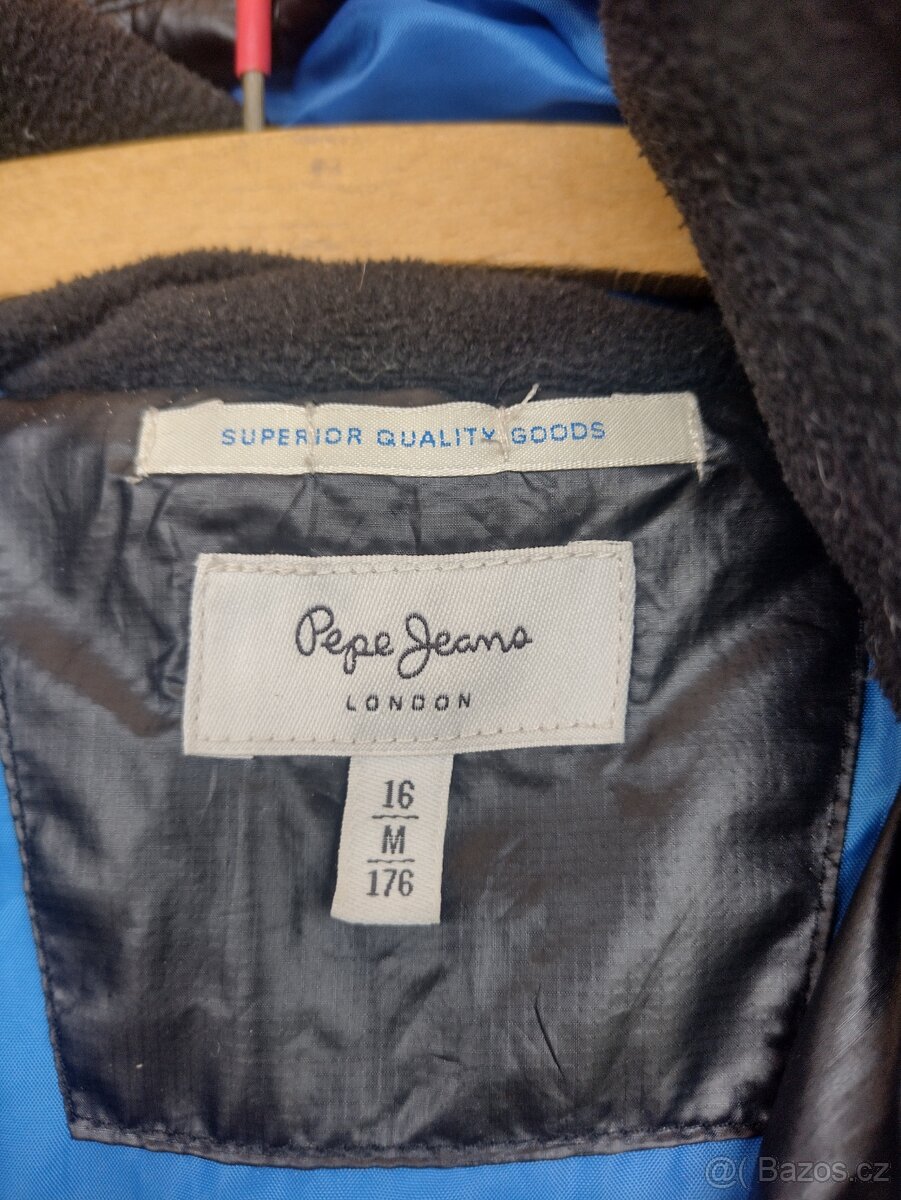 SUPERIOR QUALITY GOODS
Pepe Jeans
LONDON
16
M
176
@( Bazos.cz